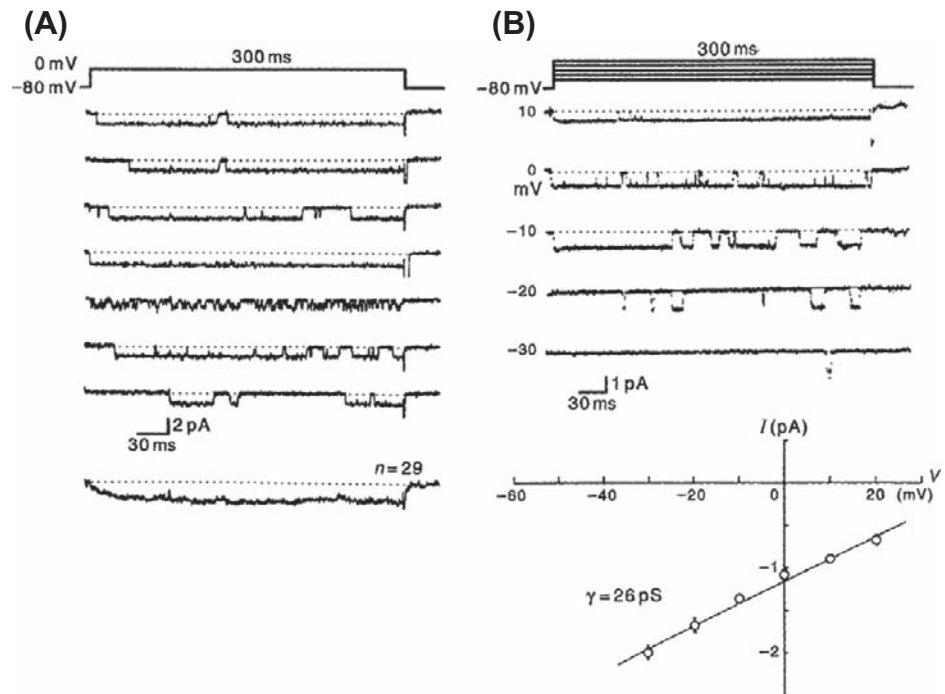 (A)
0 mV
300 ms
−80 mV
2 pA
30 ms
n = 29
(B)
300 ms
−80 mV
10
0
mV
−10
−20
−30
1 pA
30 ms
I (pA)
V
−60
−40
−20
0
20
(mV)
−1
γ = 26 pS
−2